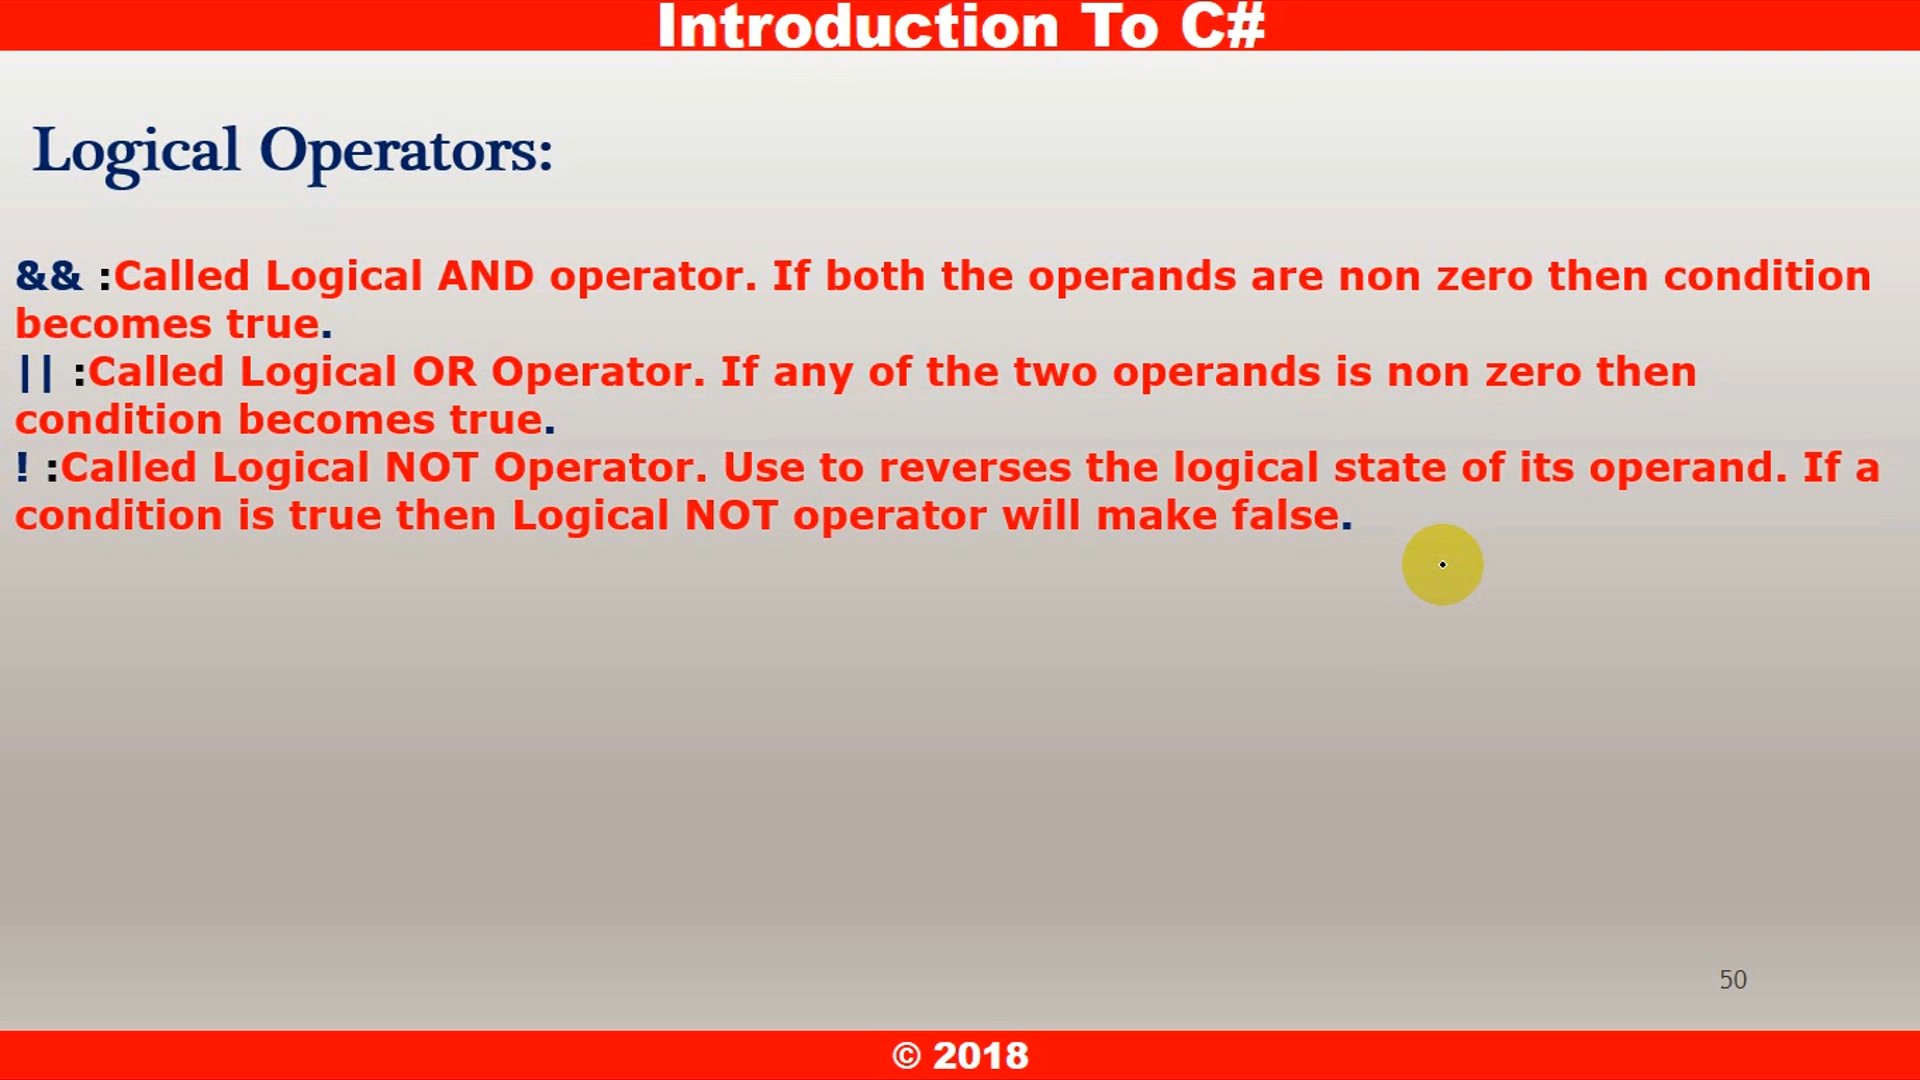 Introduction To C#
Logical Operators:
&& :Called Logical AND operator. If both the operands are non zero then condition
becomes true.
|| :Called Logical OR Operator. If any of the two operands is non zero then
condition becomes true.
! :Called Logical NOT Operator. Use to reverses the logical state of its operand. If a
condition is true then Logical NOT operator will make false.
50
© 2018